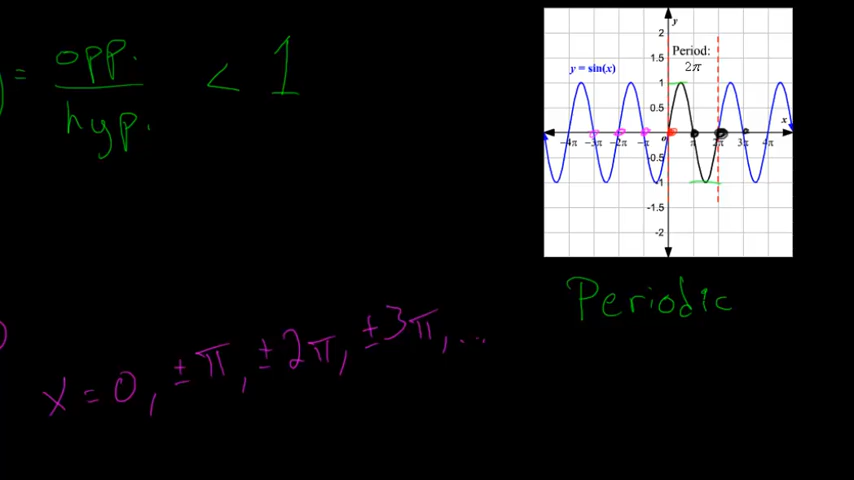 ) = opp. / hyp. < 1
x = 0, ±π, ±2π, ±3π, ...
y
2
1.5
Period:
2π
y = sin(x)
1
0.5
x
-4π -3π -2π -π 0 π 2π 3π 4π
-0.5
-1
-1.5
-2
Periodic